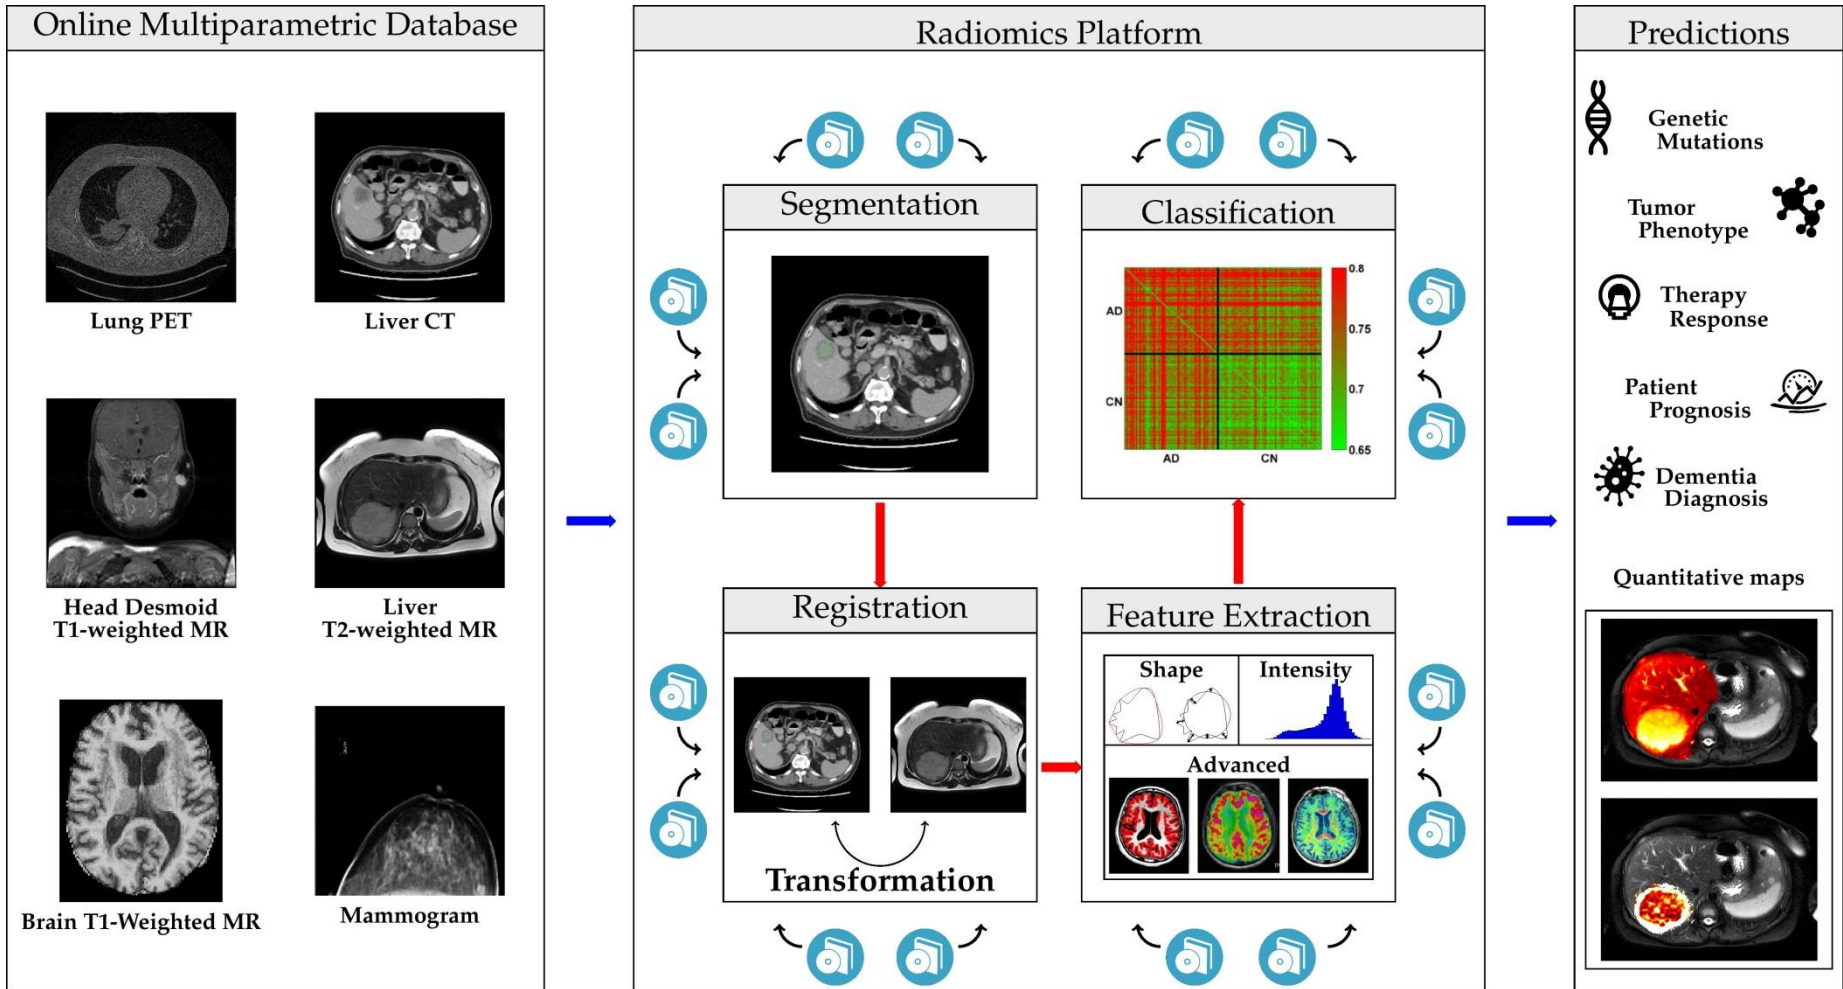 Online Multiparametric Database
Lung PET
Liver CT
Head Desmoid
T1-weighted MR
Liver
T2-weighted MR
Brain T1-Weighted MR
Mammogram
Radiomics Platform
Segmentation
Classification
AD
CN
AD
CN
0.8
0.75
0.7
0.65
Registration
Transformation
Feature Extraction
Shape
Intensity
Advanced
Predictions
Genetic
Mutations
Tumor
Phenotype
Therapy
Response
Patient
Prognosis
Dementia
Diagnosis
Quantitative maps